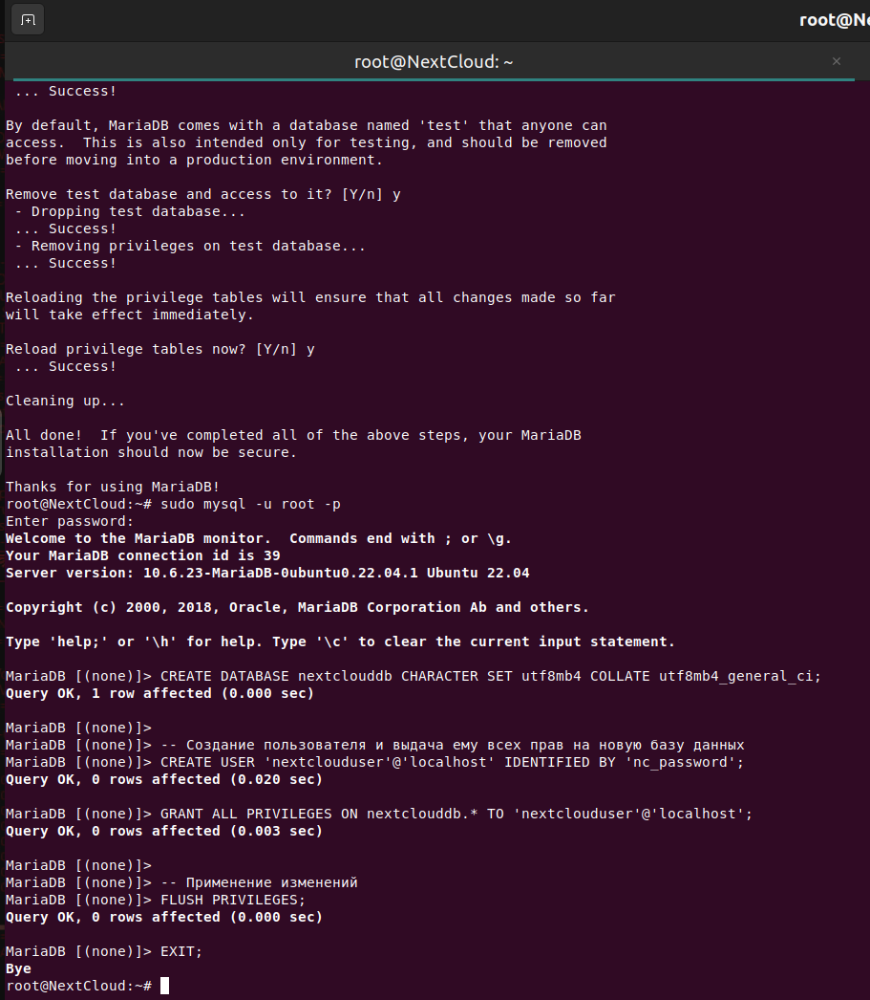 root@Ne
root@NextCloud: ~ ×
 ... Success!

By default, MariaDB comes with a database named 'test' that anyone can
access.  This is also intended only for testing, and should be removed
before moving into a production environment.

Remove test database and access to it? [Y/n] y
 - Dropping test database...
 ... Success!
 - Removing privileges on test database...
 ... Success!

Reloading the privilege tables will ensure that all changes made so far
will take effect immediately.

Reload privilege tables now? [Y/n] y
 ... Success!

Cleaning up...

All done!  If you've completed all of the above steps, your MariaDB
installation should now be secure.

Thanks for using MariaDB!
root@NextCloud:~# sudo mysql -u root -p
Enter password:
Welcome to the MariaDB monitor.  Commands end with ; or \g.
Your MariaDB connection id is 39
Server version: 10.6.23-MariaDB-0ubuntu0.22.04.1 Ubuntu 22.04

Copyright (c) 2000, 2018, Oracle, MariaDB Corporation Ab and others.

Type 'help;' or '\h' for help. Type '\c' to clear the current input statement.

MariaDB [(none)]> CREATE DATABASE nextclouddb CHARACTER SET utf8mb4 COLLATE utf8mb4_general_ci;
Query OK, 1 row affected (0.000 sec)

MariaDB [(none)]>
MariaDB [(none)]> -- Создание пользователя и выдача ему всех прав на новую базу данных
MariaDB [(none)]> CREATE USER 'nextclouduser'@'localhost' IDENTIFIED BY 'nc_password';
Query OK, 0 rows affected (0.020 sec)

MariaDB [(none)]> GRANT ALL PRIVILEGES ON nextclouddb.* TO 'nextclouduser'@'localhost';
Query OK, 0 rows affected (0.003 sec)

MariaDB [(none)]>
MariaDB [(none)]> -- Применение изменений
MariaDB [(none)]> FLUSH PRIVILEGES;
Query OK, 0 rows affected (0.000 sec)

MariaDB [(none)]> EXIT;
Bye
root@NextCloud:~#